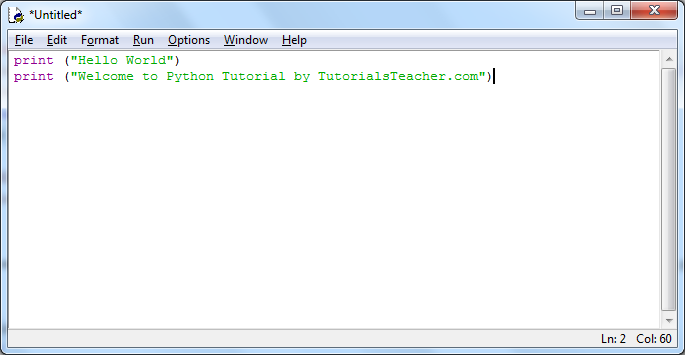 *Untitled*
File Edit Format Run Options Window Help
print ("Hello World")
print ("Welcome to Python Tutorial by TutorialsTeacher.com")
Ln: 2 Col: 60